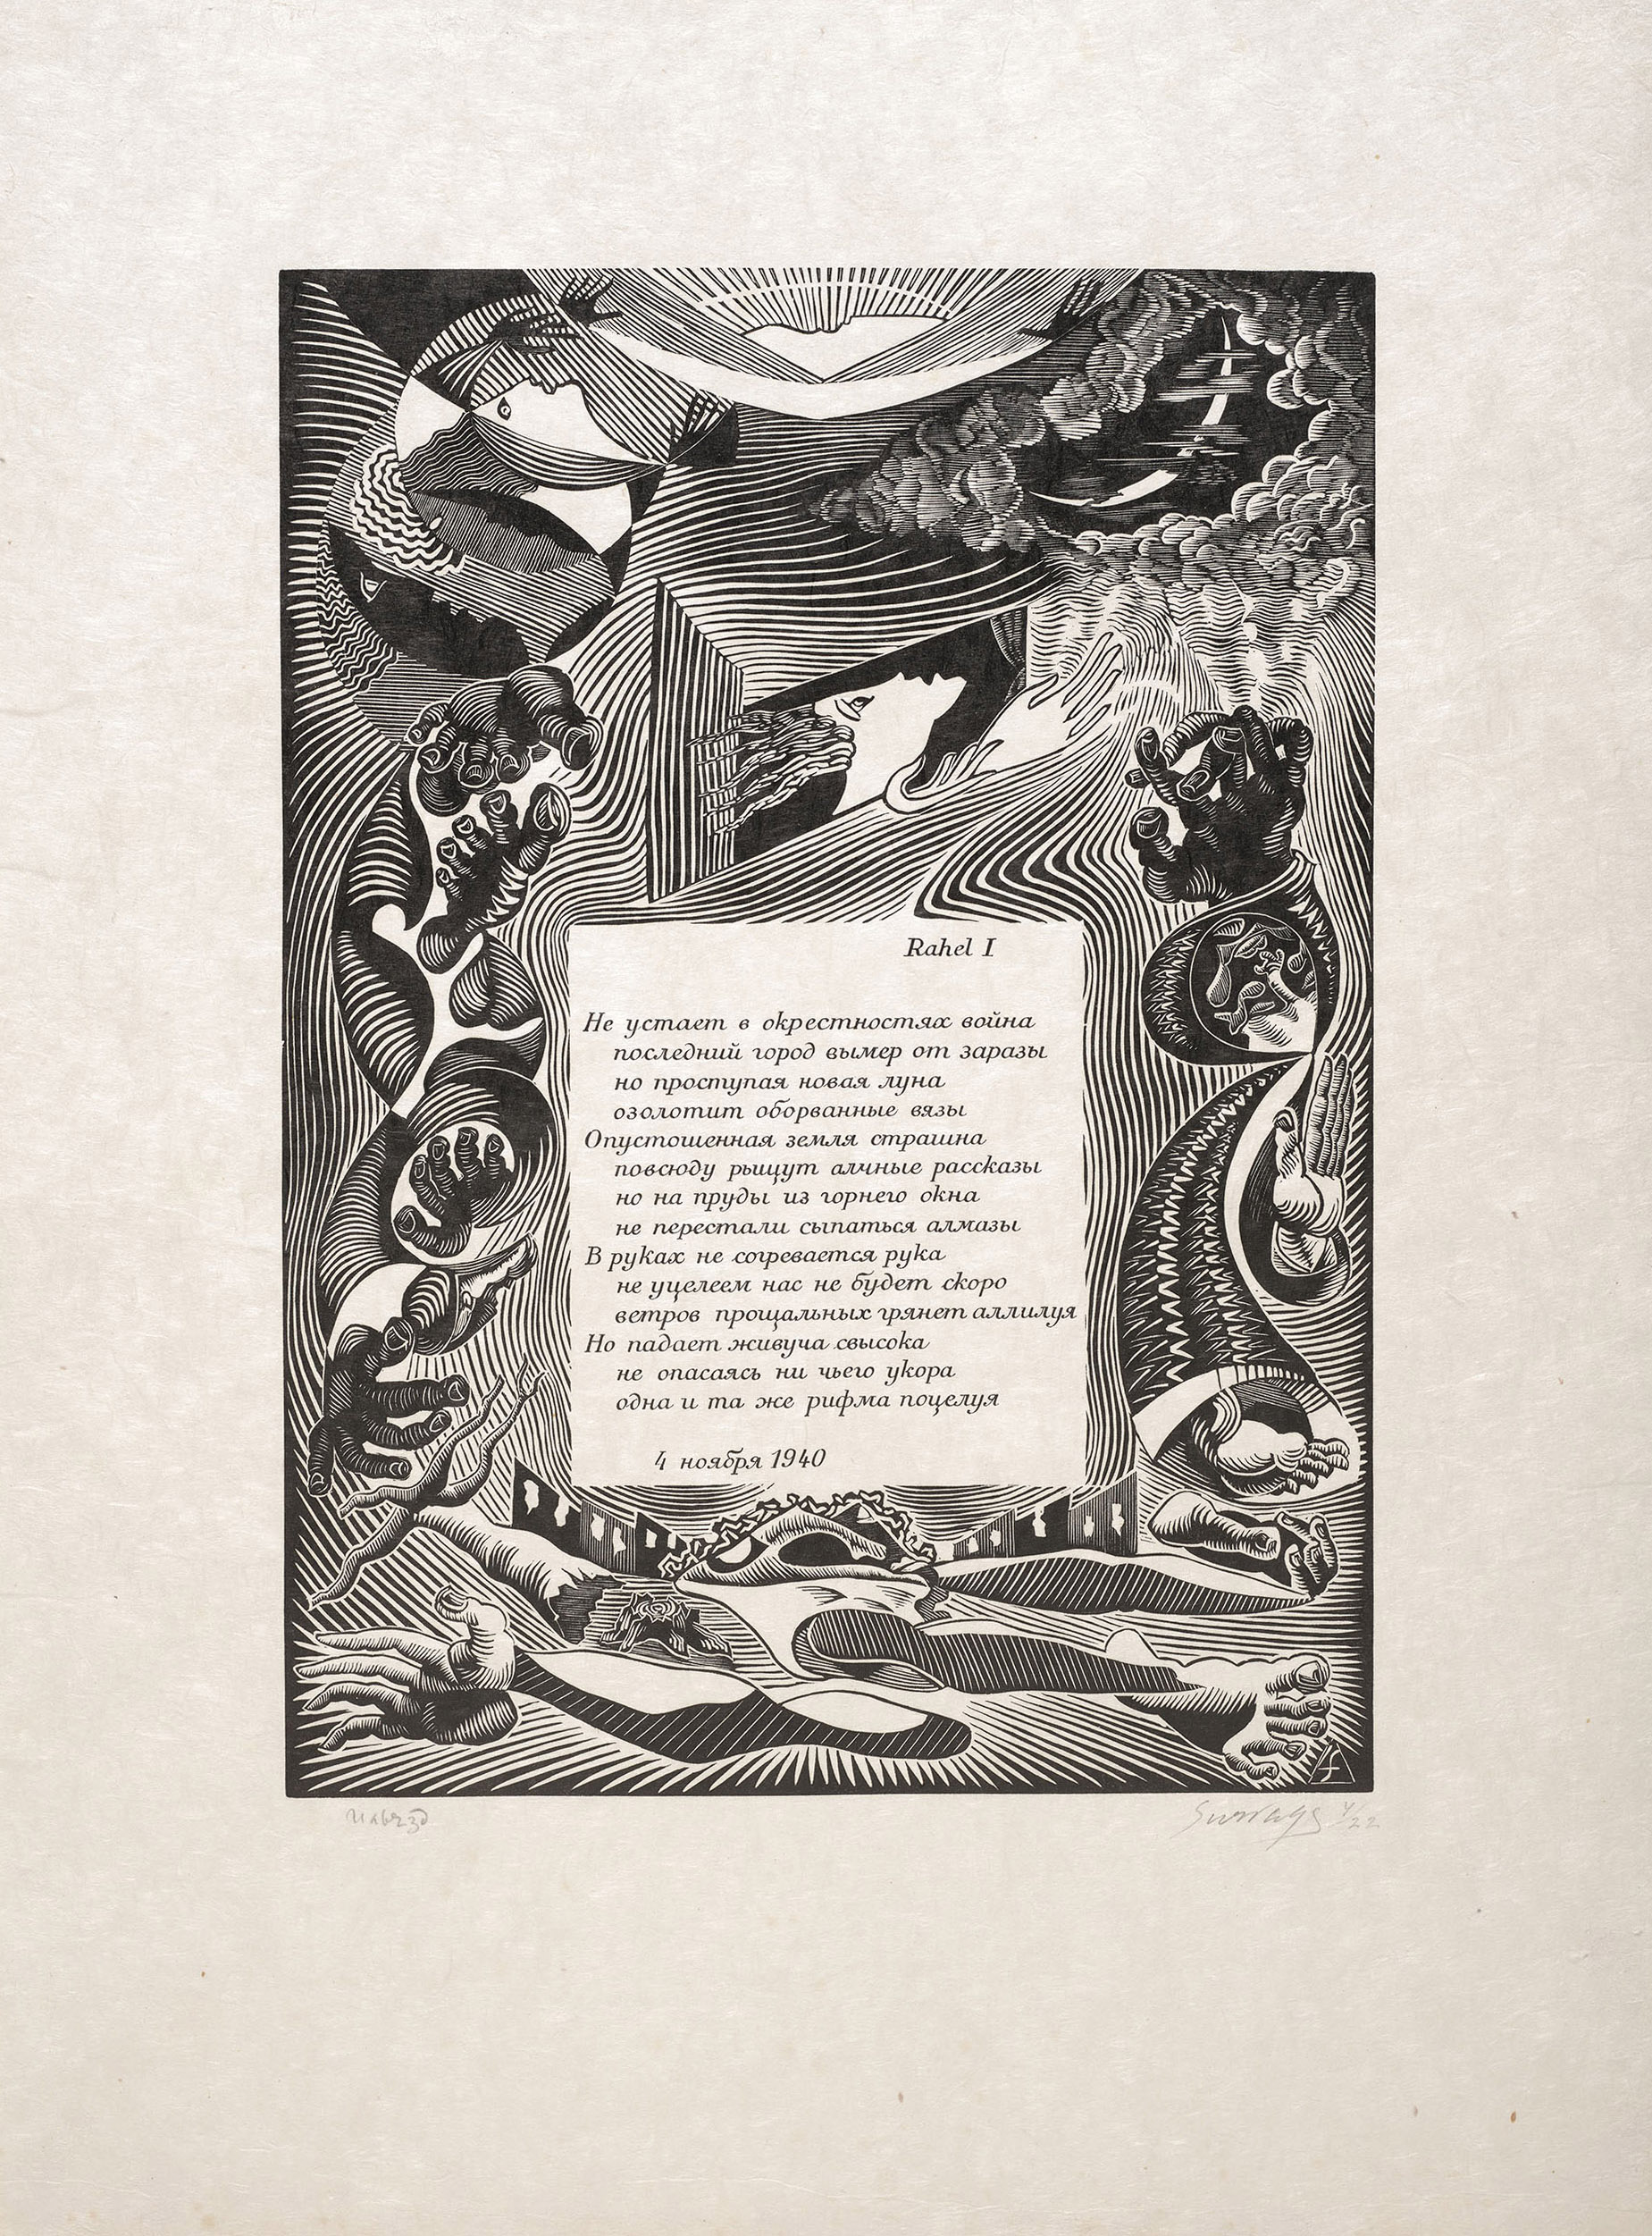 Rahel I
Не устает в окрестностях война
последний город вымер от заразы
но проступая новая луна
озолотит оборванные вязы
Опустошенная земля страшна
повсюду рыщут алчные рассказы
но на пруды из горнего окна
не перестали сыпаться алмазы
В руках не согревается рука
не уцелеем нас не будет скоро
ветров прощальных грянет аллилуя
Но падает живуча свысока
не опасаясь ни чьего укора
одна и та же рифма поцелуя
4 ноября 1940
Ильязд Survage 4/22